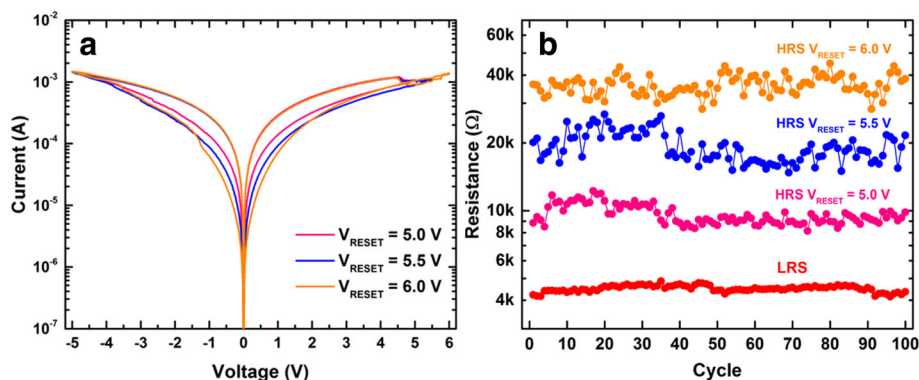 a
10⁻²
10⁻³
10⁻⁴
10⁻⁵
10⁻⁶
10⁻⁷
Current (A)
V_RESET = 5.0 V
V_RESET = 5.5 V
V_RESET = 6.0 V
-5 -4 -3 -2 -1 0 1 2 3 4 5 6
Voltage (V)
b
60k
40k
20k
10k
8k
6k
4k
Resistance (Ω)
HRS V_RESET = 6.0 V
HRS V_RESET = 5.5 V
HRS V_RESET = 5.0 V
LRS
0 10 20 30 40 50 60 70 80 90 100
Cycle